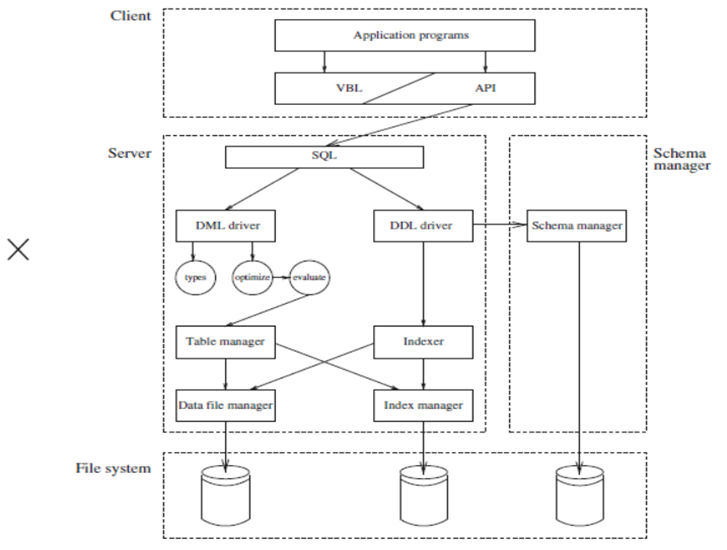 Client
Application programs
VBL
API
Server
SQL
Schema
manager
DML driver
DDL driver
Schema manager
types
optimize
evaluate
Table manager
Indexer
Data file manager
Index manager
File system